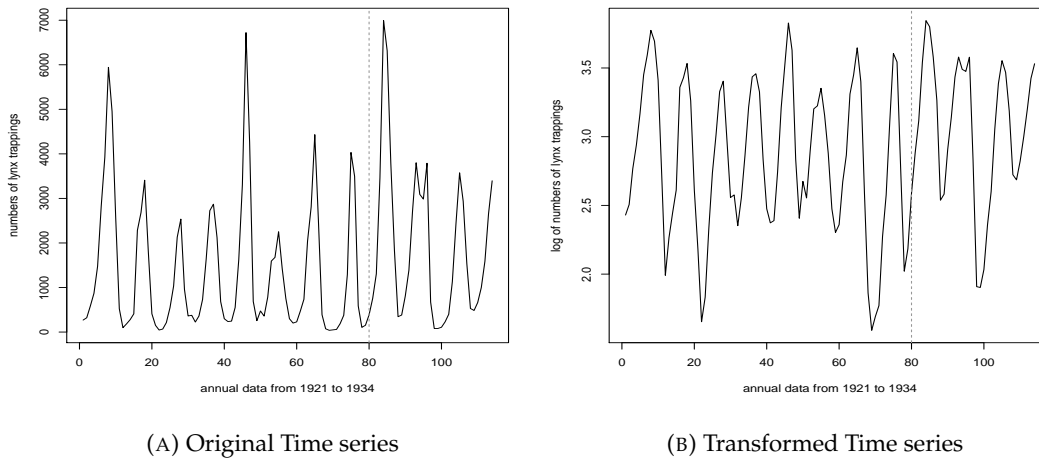 numbers of lynx trappings
7000
6000
5000
4000
3000
2000
1000
0
0 20 40 60 80 100
annual data from 1921 to 1934
(A) Original Time series
log of numbers of lynx trappings
3.5
3.0
2.5
2.0
0 20 40 60 80 100
annual data from 1921 to 1934
(B) Transformed Time series